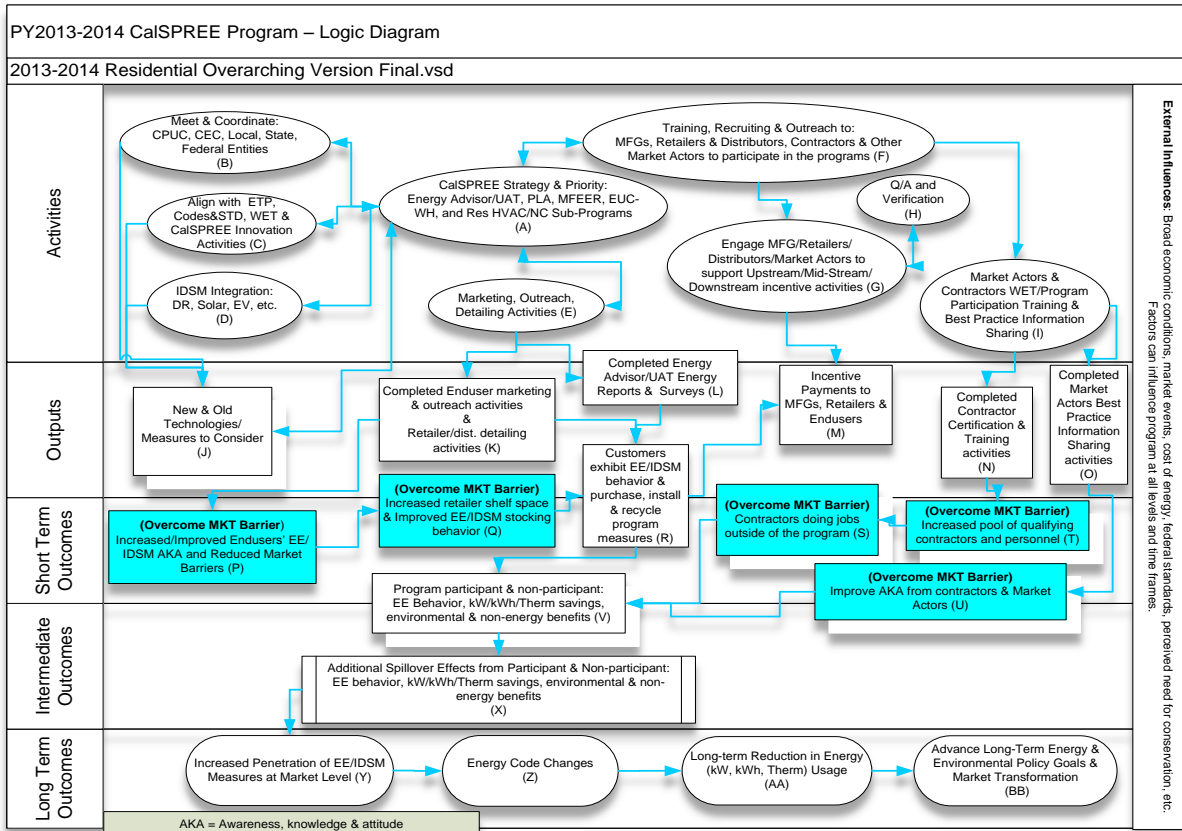 PY2013-2014 CalSPREE Program – Logic Diagram
2013-2014 Residential Overarching Version Final.vsd
Activities
Meet & Coordinate:
CPUC, CEC, Local, State,
Federal Entities
(B)
Align with ETP,
Codes&STD, WET &
CalSPREE Innovation
Activities (C)
IDSM Integration:
DR, Solar, EV, etc.
(D)
CalSPREE Strategy & Priority:
Energy Advisor/UAT, PLA, MFEER, EUC-
WH, and Res HVAC/NC Sub-Programs
(A)
Marketing, Outreach,
Detailing Activities (E)
Training, Recruiting & Outreach to:
MFGs, Retailers & Distributors, Contractors & Other
Market Actors to participate in the programs (F)
Q/A and
Verification
(H)
Engage MFG/Retailers/
Distributors/Market Actors to
support Upstream/Mid-Stream/
Downstream incentive activities (G)
Market Actors &
Contractors WET/Program
Participation Training &
Best Practice Information
Sharing (I)
Outputs
New & Old
Technologies/
Measures to Consider
(J)
Completed Enduser marketing
& outreach activities
&
Retailer/dist. detailing
activities (K)
Completed Energy
Advisor/UAT Energy
Reports & Surveys (L)
Incentive
Payments to
MFGs, Retailers &
Endusers
(M)
Completed
Contractor
Certification &
Training
activities
(N)
Completed
Market
Actors Best
Practice
Information
Sharing
activities
(O)
Customers
exhibit EE/IDSM
behavior &
purchase, install
& recycle
program
measures (R)
Short Term
Outcomes
(Overcome MKT Barrier)
Increased/Improved Endusers' EE/
IDSM AKA and Reduced Market
Barriers (P)
(Overcome MKT Barrier)
Increased retailer shelf space
& Improved EE/IDSM stocking
behavior (Q)
(Overcome MKT Barrier)
Contractors doing jobs
outside of the program (S)
(Overcome MKT Barrier)
Increased pool of qualifying
contractors and personnel (T)
(Overcome MKT Barrier)
Improve AKA from contractors & Market
Actors (U)
Program participant & non-participant:
EE Behavior, kW/kWh/Therm savings,
environmental & non-energy benefits (V)
Intermediate
Outcomes
Additional Spillover Effects from Participant & Non-participant:
EE behavior, kW/kWh/Therm savings, environmental & non-
energy benefits
(X)
Long Term
Outcomes
Increased Penetration of EE/IDSM
Measures at Market Level (Y)
Energy Code Changes
(Z)
Long-term Reduction in Energy
(kW, kWh, Therm) Usage
(AA)
Advance Long-Term Energy &
Environmental Policy Goals &
Market Transformation
(BB)
AKA = Awareness, knowledge & attitude
External Influences: Broad economic conditions, market events, cost of energy, federal standards, perceived need for conservation, etc.
Factors can influence program at all levels and time frames.